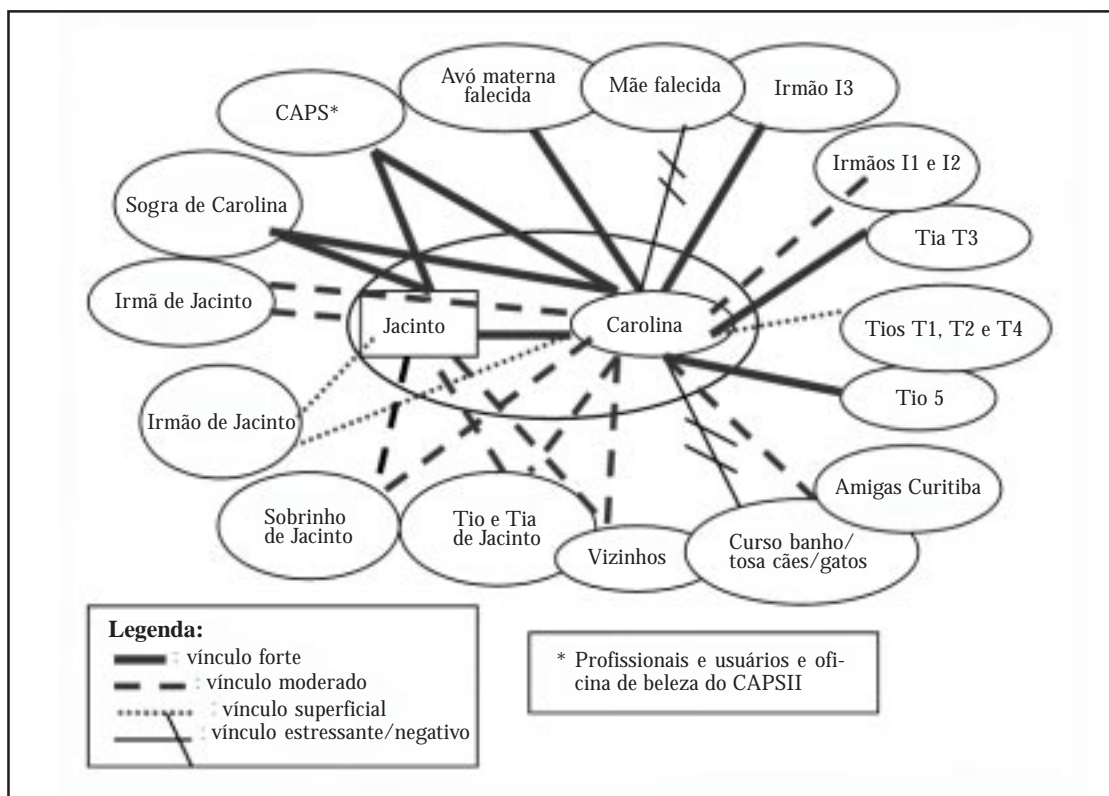 Avó materna
falecida
Mãe falecida
Irmão I3
CAPS*
Irmãos I1 e I2
Sogra de Carolina
Tia T3
Irmã de Jacinto
Jacinto
Carolina
Tios T1, T2 e T4
Tio 5
Irmão de Jacinto
Amigas Curitiba
Sobrinho
de Jacinto
Tio e Tia
de Jacinto
Vizinhos
Curso banho/
tosa cães/gatos
Legenda:
: vínculo forte
: vínculo moderado
: vínculo superficial
: vínculo estressante/negativo
* Profissionais e usuários e ofi-
cina de beleza do CAPSII